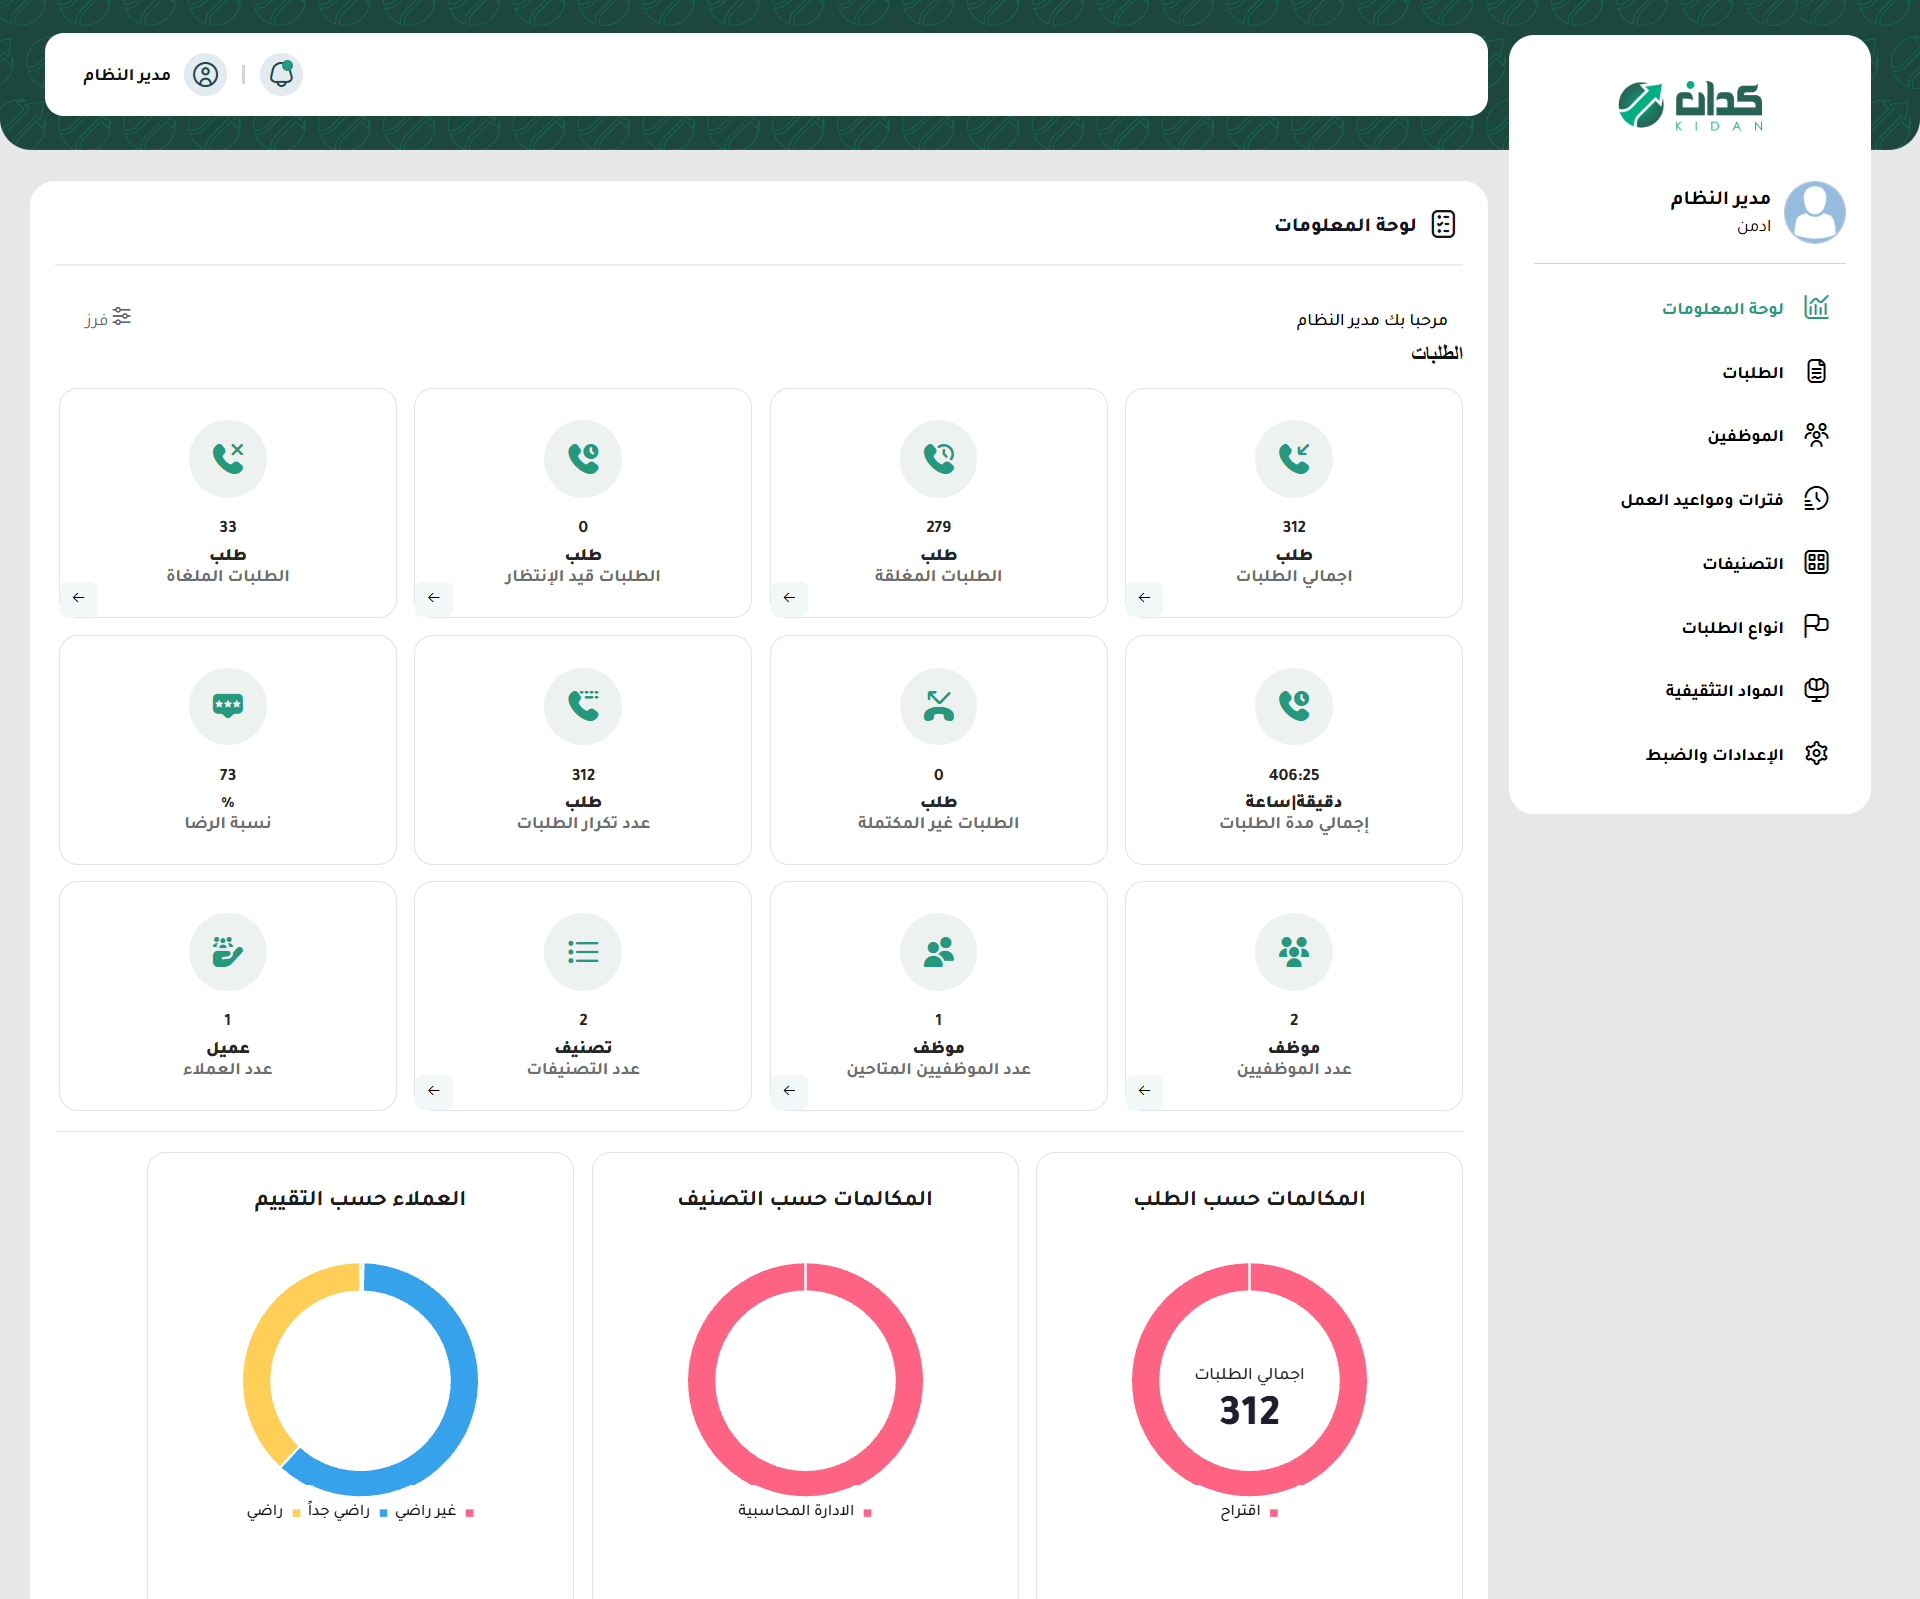 مدير النظام
كدان
KIDAN
مدير النظام
ادمن
لوحة المعلومات
الطلبات
الموظفين
فترات ومواعيد العمل
التصنيفات
انواع الطلبات
المواد التثقيفية
الإعدادات والضبط
لوحة المعلومات
مرحبا بك مدير النظام
فرز
الطلبات
312
طلب
اجمالي الطلبات
279
طلب
الطلبات المغلقة
0
طلب
الطلبات قيد الإنتظار
33
طلب
الطلبات الملغاة
406:25
دقيقة|ساعة
إجمالي مدة الطلبات
0
طلب
الطلبات غير المكتملة
312
طلب
عدد تكرار الطلبات
73
%
نسبة الرضا
2
موظف
عدد الموظفيين
1
موظف
عدد الموظفيين المتاحين
2
تصنيف
عدد التصنيفات
1
عميل
عدد العملاء
المكالمات حسب الطلب
اجمالي الطلبات
312
اقتراح
المكالمات حسب التصنيف
الادارة المحاسبية
العملاء حسب التقييم
غير راضي
راضي جداً
راضي